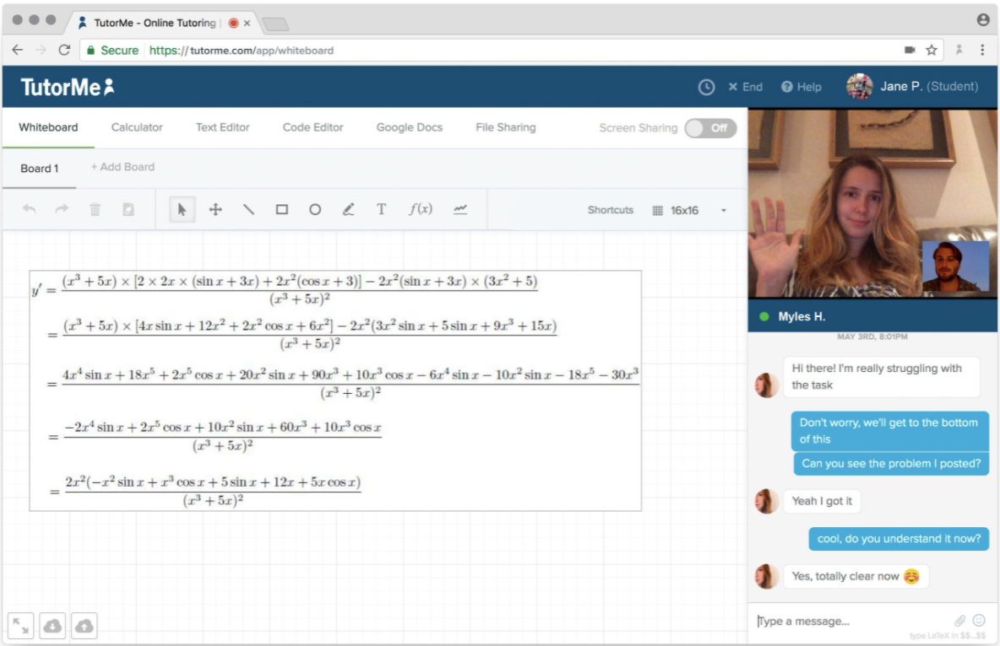 TutorMe - Online Tutoring |
Secure https://tutorme.com/app/whiteboard
TutorMe
End Help Jane P. (Student)
Whiteboard Calculator Text Editor Code Editor Google Docs File Sharing Screen Sharing Off
Board 1 + Add Board
T f(x) Shortcuts 16x16
y′ = \frac{(x^3 + 5x) × [2 × 2x × (sin x + 3x) + 2x^2(cos x + 3)] − 2x^2(sin x + 3x) × (3x^2 + 5)}{(x^3 + 5x)^2}
= \frac{(x^3 + 5x) × [4x sin x + 12x^2 + 2x^2 cos x + 6x^2] − 2x^2(3x^2 sin x + 5 sin x + 9x^3 + 15x)}{(x^3 + 5x)^2}
= \frac{4x^4 sin x + 18x^5 + 2x^5 cos x + 20x^2 sin x + 90x^3 + 10x^3 cos x − 6x^4 sin x − 10x^2 sin x − 18x^5 − 30x^3}{(x^3 + 5x)^2}
= \frac{−2x^4 sin x + 2x^5 cos x + 10x^2 sin x + 60x^3 + 10x^3 cos x}{(x^3 + 5x)^2}
= \frac{2x^2(−x^2 sin x + x^3 cos x + 5 sin x + 12x + 5x cos x)}{(x^3 + 5x)^2}
Myles H.
MAY 3RD, 8:01PM
Hi there! I'm really struggling with
the task
Don't worry, we'll get to the bottom
of this
Can you see the problem I posted?
Yeah I got it
cool, do you understand it now?
Yes, totally clear now
Type a message...
type LaTeX in $$...$$